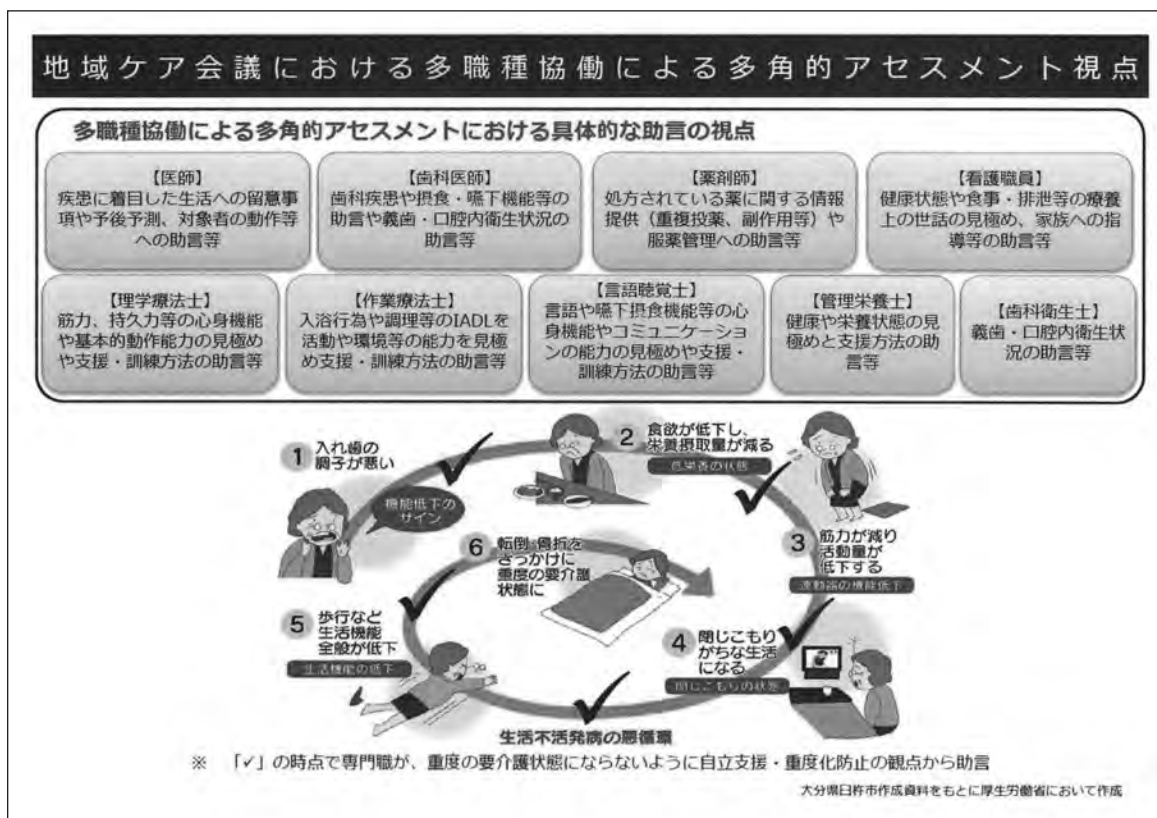 地域ケア会議における多職種協働による多角的アセスメント視点
多職種協働による多角的アセスメントにおける具体的な助言の視点
【医師】
疾患に着目した生活への留意事
項や予後予測、対象者の動作等
への助言等
【歯科医師】
歯科疾患や摂食・嚥下機能等の
助言や義歯・口腔内衛生状況の
助言等
【薬剤師】
処方されている薬に関する情報
提供（重複投薬、副作用等）や
服薬管理への助言等
【看護職員】
健康状態や食事・排泄等の療養
上の世話の見極め、家族への指
導等の助言等
【理学療法士】
筋力、持久力等の心身機能
や基本的動作能力の見極め
や支援・訓練方法の助言等
【作業療法士】
入浴行為や調理等のIADLを
活動や環境等の能力を見極
め支援・訓練方法の助言等
【言語聴覚士】
言語や嚥下摂食機能等の心
身機能やコミュニケーショ
ンの能力の見極めや支援・
訓練方法の助言等
【管理栄養士】
健康や栄養状態の見
極めと支援方法の助
言等
【歯科衛生士】
義歯・口腔内衛生状
況の助言等
1 入れ歯の
調子が悪い
機能低下の
サイン
2 食欲が低下し、
栄養摂取量が減る
低栄養の状態
3 筋力が減り
活動量が
低下する
運動器の機能低下
4 閉じこもり
がちな生活
になる
閉じこもりの状態
5 歩行など
生活機能
全般が低下
生活機能の低下
6 転倒・骨折を
きっかけに
重度の要介護
状態に
生活不活発病の悪循環
※ 「✓」の時点で専門職が、重度の要介護状態にならないように自立支援・重度化防止の観点から助言
大分県臼杵市作成資料をもとに厚生労働省において作成